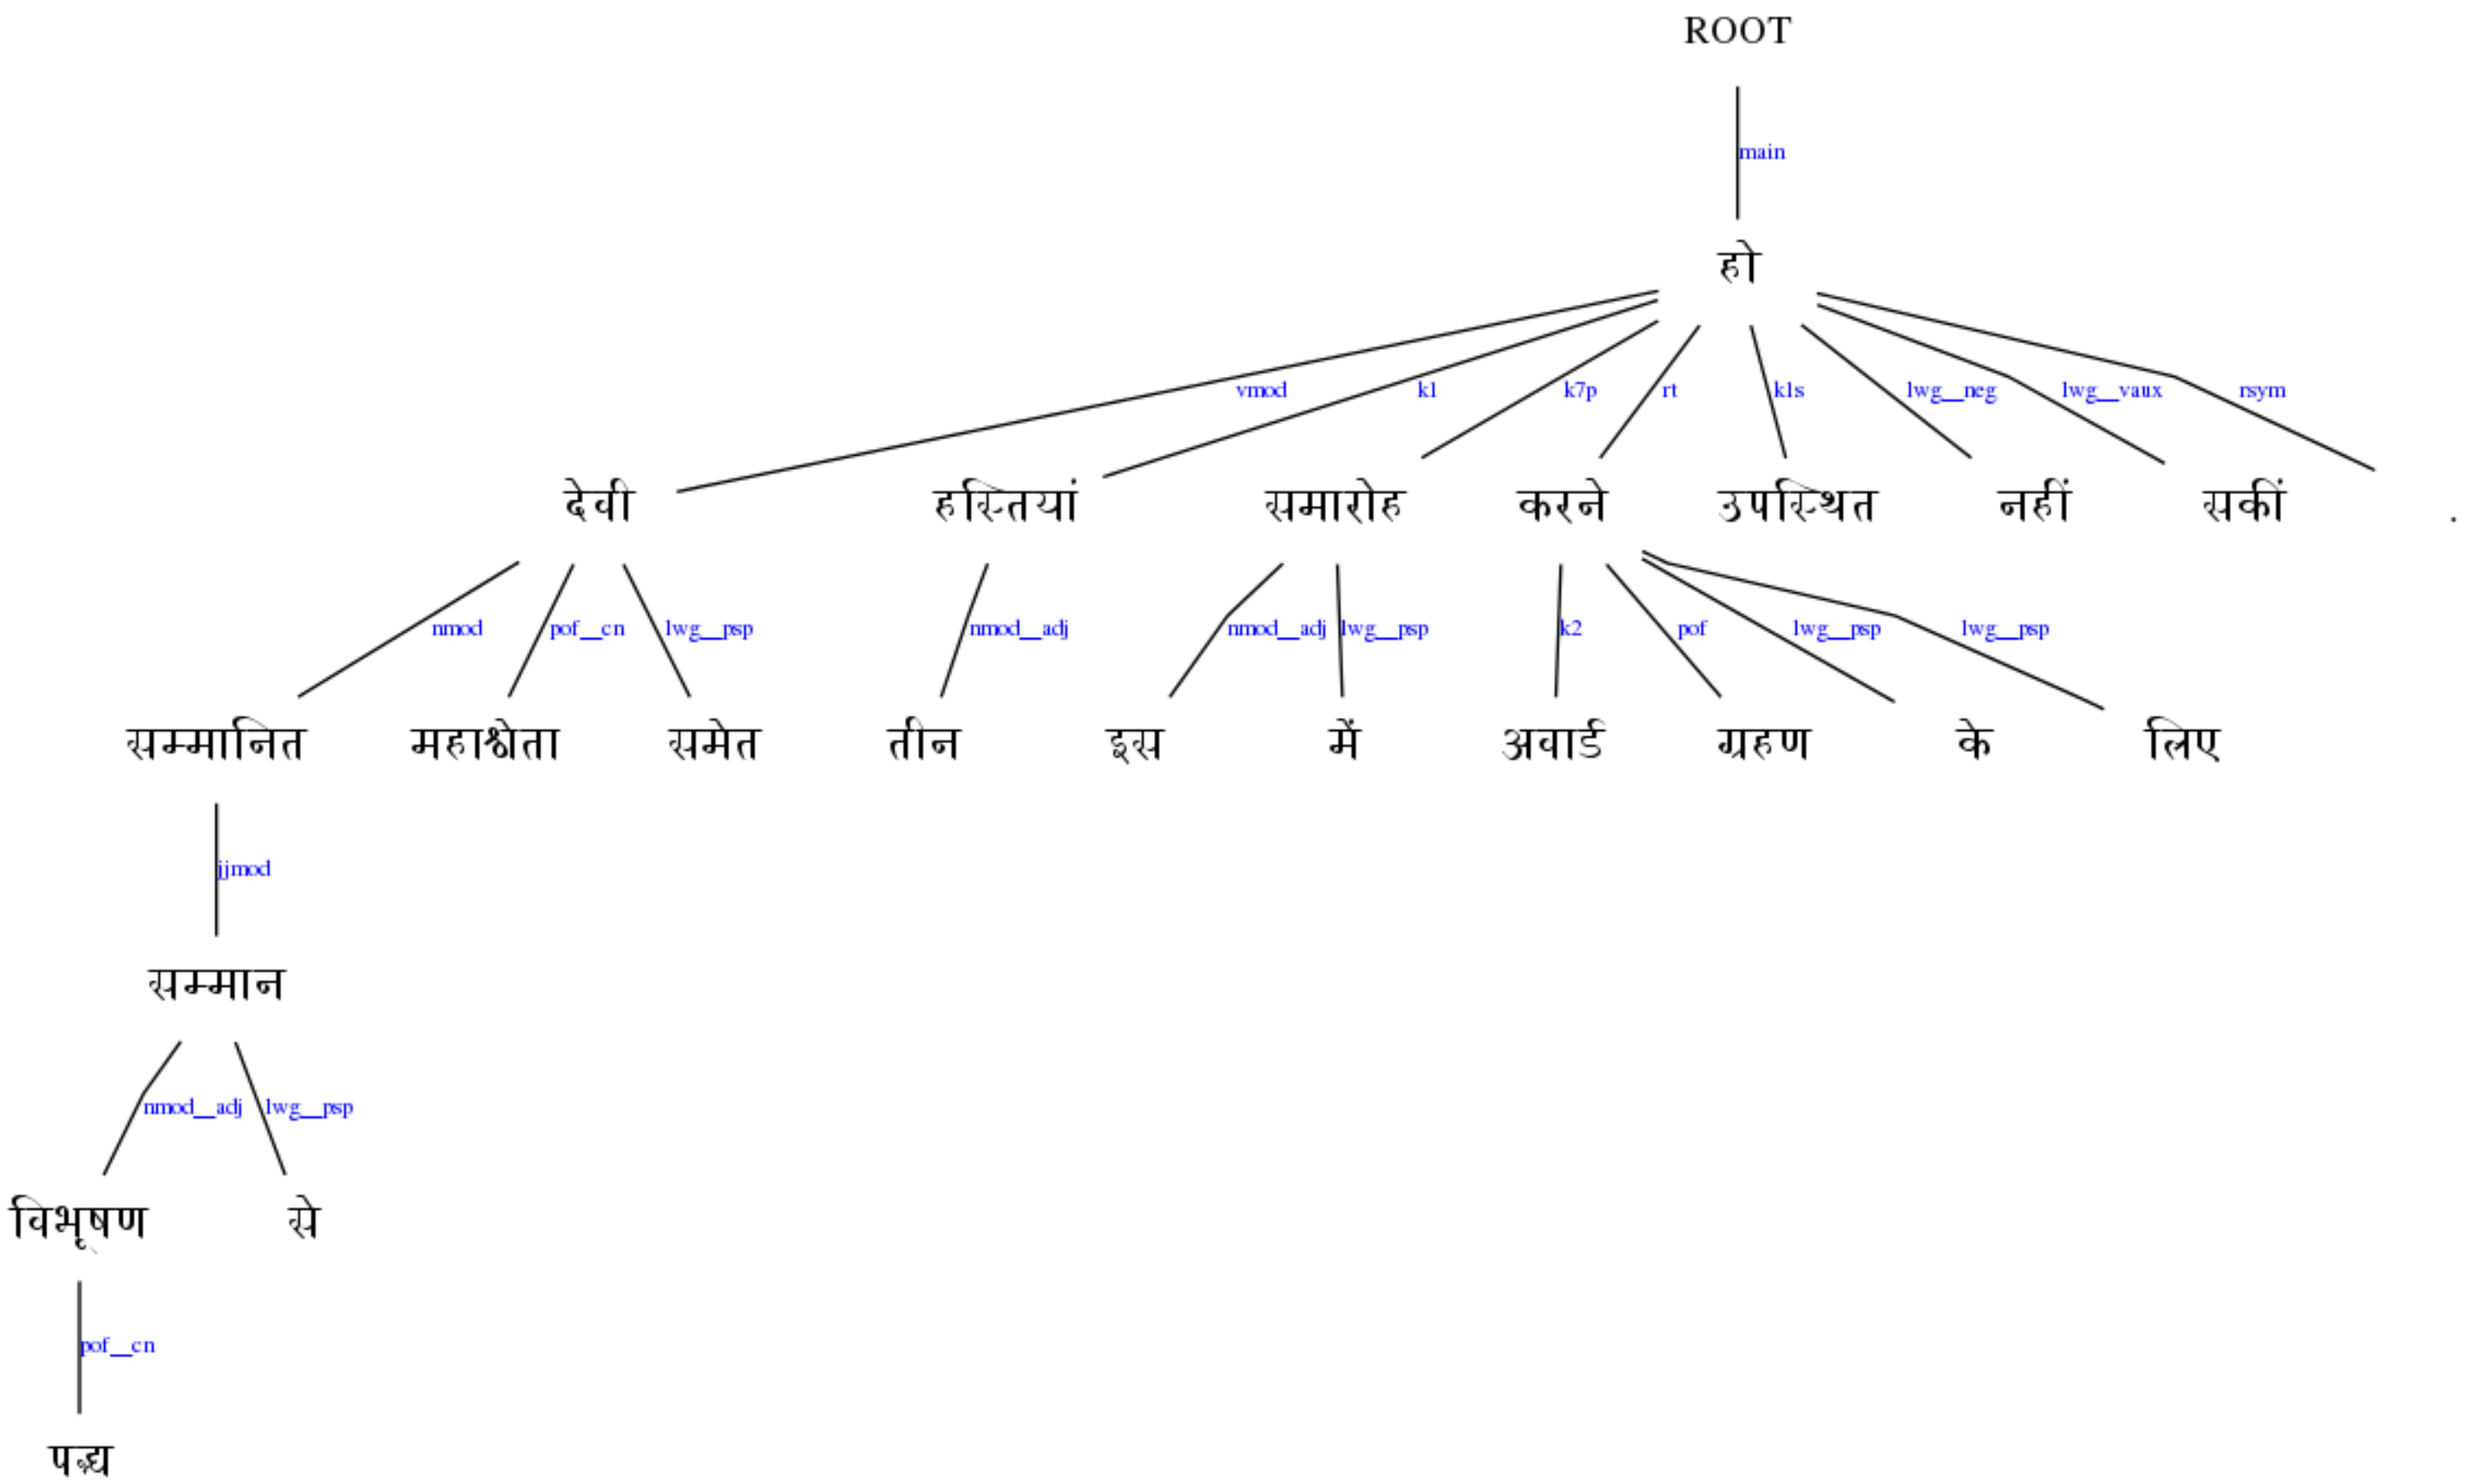 ROOT
main
हो
vmod k1 k7p rt k1s lwg__neg lwg__vaux rsym
देवी हस्तियां समारोह करने उपस्थित नहीं सकीं .
nmod pof__cn lwg__psp nmod__adj nmod__adj lwg__psp k2 pof lwg__psp lwg__psp
सम्मानित महाश्वेता समेत तीन इस में अवार्ड ग्रहण के लिए
jjmod
सम्मान
nmod__adj lwg__psp
विभूषण से
pof__cn